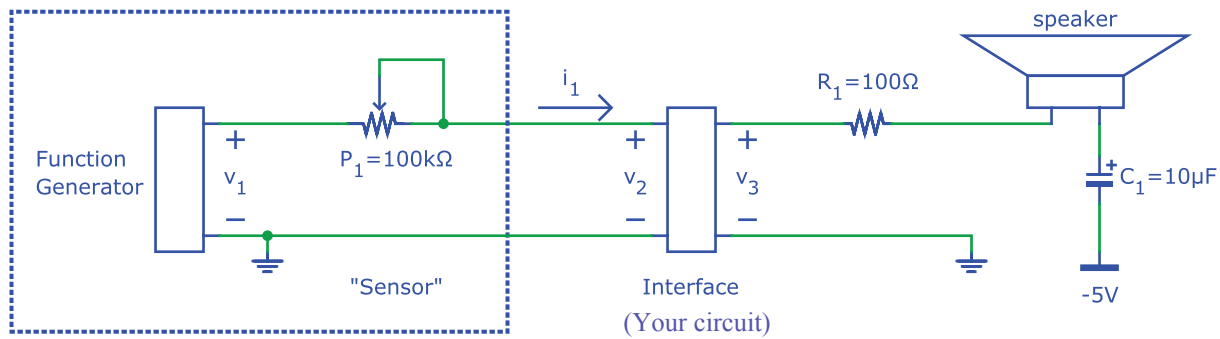 speaker
i1
R1=100Ω
+
+
+
+
Function
Generator
P1=100kΩ
v1
v2
v3
C1=10μF
−
−
−
"Sensor"
Interface
-5V
(Your circuit)